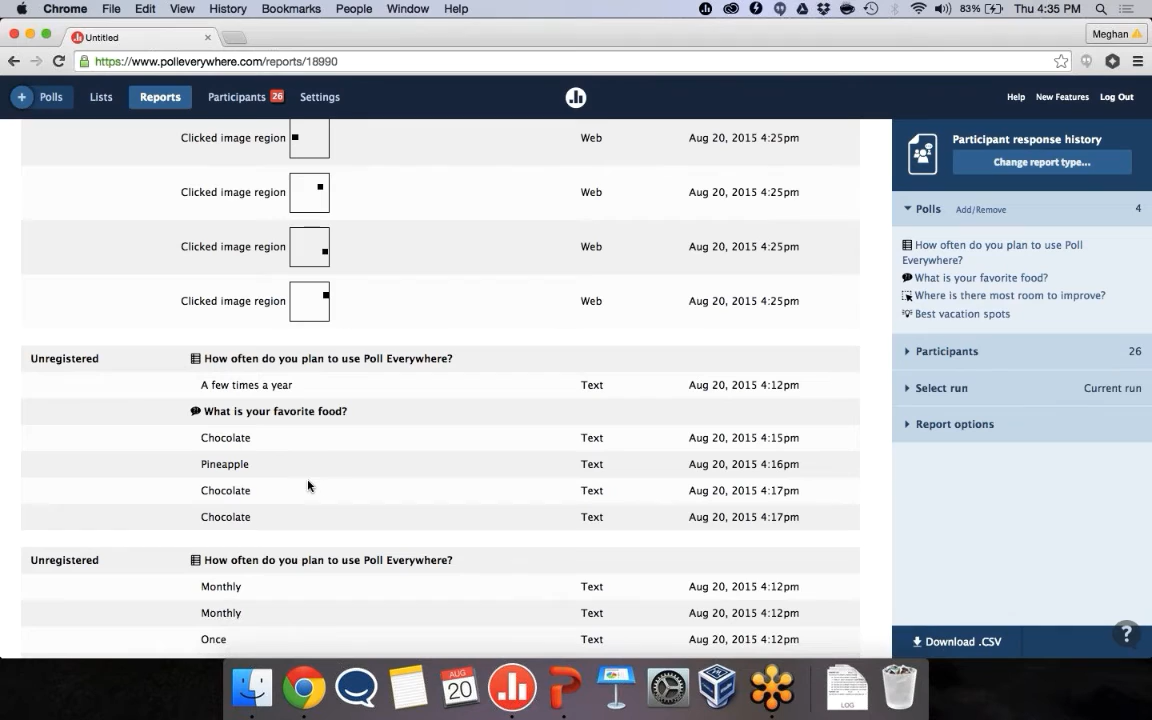 Chrome File Edit View History Bookmarks People Window Help 83% Thu 4:35 PM
Untitled Meghan
https://www.polleverywhere.com/reports/18990
+ Polls Lists Reports Participants 26 Settings Help New Features Log Out
Clicked image region Web Aug 20, 2015 4:25pm
Clicked image region Web Aug 20, 2015 4:25pm
Clicked image region Web Aug 20, 2015 4:25pm
Clicked image region Web Aug 20, 2015 4:25pm
Unregistered How often do you plan to use Poll Everywhere?
A few times a year Text Aug 20, 2015 4:12pm
What is your favorite food?
Chocolate Text Aug 20, 2015 4:15pm
Pineapple Text Aug 20, 2015 4:16pm
Chocolate Text Aug 20, 2015 4:17pm
Chocolate Text Aug 20, 2015 4:17pm
Unregistered How often do you plan to use Poll Everywhere?
Monthly Text Aug 20, 2015 4:12pm
Monthly Text Aug 20, 2015 4:12pm
Once Text Aug 20, 2015 4:12pm
Participant response history
Change report type...
Polls Add/Remove 4
How often do you plan to use Poll
Everywhere?
What is your favorite food?
Where is there most room to improve?
Best vacation spots
Participants 26
Select run Current run
Report options
Download .CSV ?
AUG
20
LOG